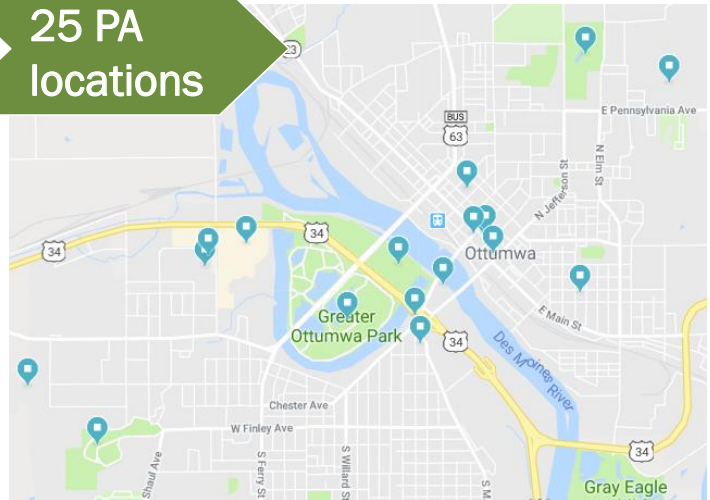 25 PA
locations
23
BUS
63
E Pennsylvania Ave
N Elm St
N Jefferson St
34
34
Ottumwa
Greater
Ottumwa Park
E Main St
34
Des Moines River
Chester Ave
W Finley Ave
S Ferry St
S Willard St
S M
Shaul Ave
34
Gray Eagle